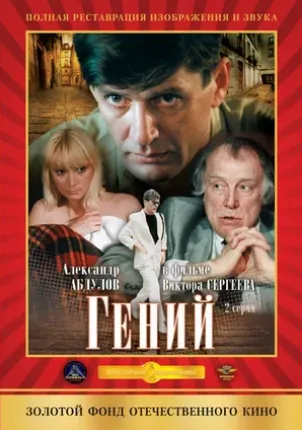 ПОЛНАЯ РЕСТАВРАЦИЯ ИЗОБРАЖЕНИЯ И ЗВУКА
Александр АБДУЛОВ
в фильме Виктора СЕРГЕЕВА
2 серии
ГЕНИЙ
ЗОЛОТОЙ ФОНД ОТЕЧЕСТВЕННОГО КИНО